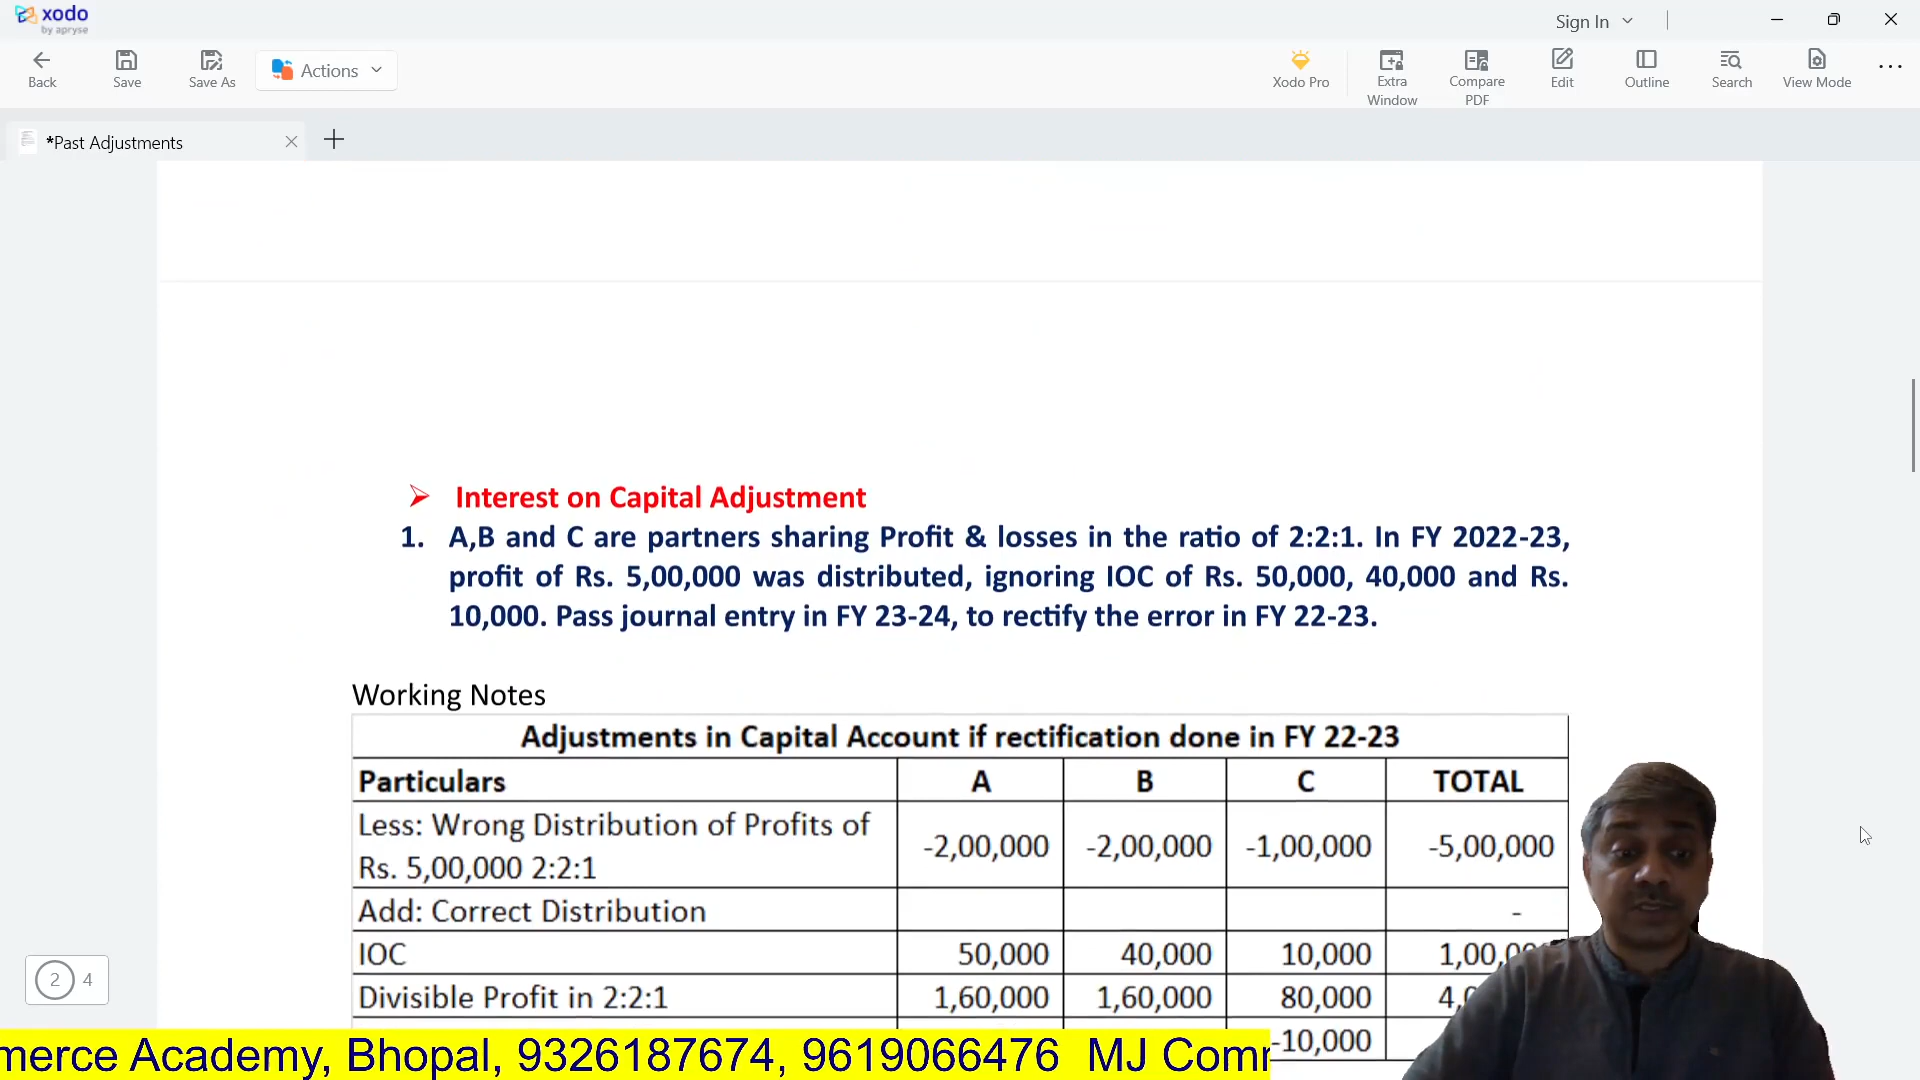 xodo
by apryse
Sign In
Back
Save
Save As
Actions
Xodo Pro
Extra Window
Compare PDF
Edit
Outline
Search
View Mode
*Past Adjustments
Interest on Capital Adjustment
1. A,B and C are partners sharing Profit & losses in the ratio of 2:2:1. In FY 2022-23,
profit of Rs. 5,00,000 was distributed, ignoring IOC of Rs. 50,000, 40,000 and Rs.
10,000. Pass journal entry in FY 23-24, to rectify the error in FY 22-23.
Working Notes
Adjustments in Capital Account if rectification done in FY 22-23
Particulars A B C TOTAL
Less: Wrong Distribution of Profits of
Rs. 5,00,000 2:2:1 -2,00,000 -2,00,000 -1,00,000 -5,00,000
Add: Correct Distribution -
IOC 50,000 40,000 10,000
Divisible Profit in 2:2:1 1,60,000 1,60,000 80,000
-10,000
2 4
Academy, Bhopal, 9326187674, 9619066476 MJ